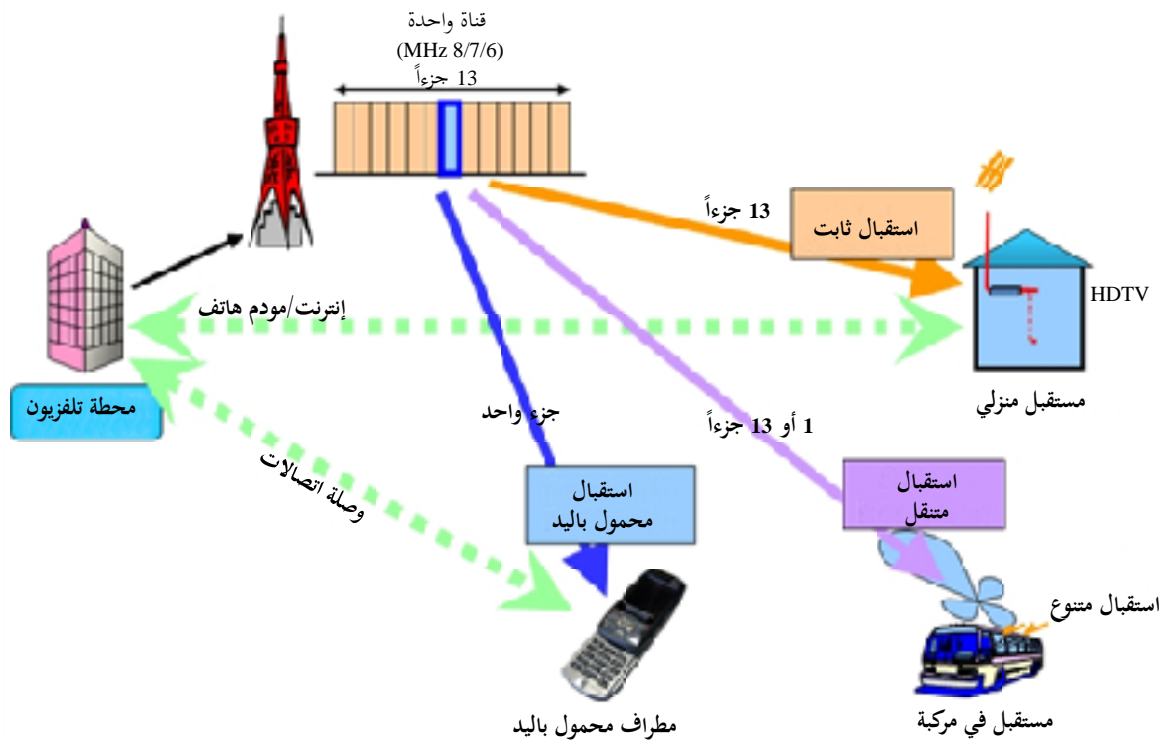 قناة واحدة
(MHz 8/7/6)
13 جزءاً
13 جزءاً
استقبال ثابت
HDTV
إنترنت/مودم هاتف
محطة تلفزيون
مستقبل منزلي
جزء واحد
1 أو 13 جزءاً
وصلة اتصالات
استقبال
محمول باليد
استقبال
متنقل
استقبال متنوع
مطراف محمول باليد
مستقبل في مركبة